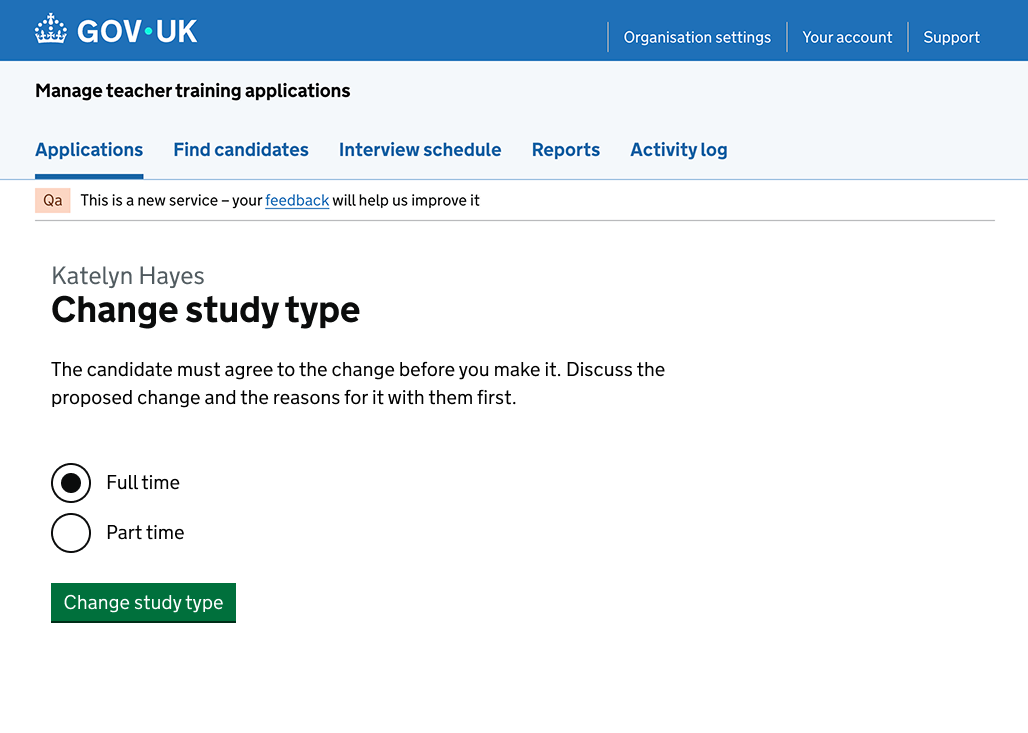 GOV·UK
Organisation settings
Your account
Support
Manage teacher training applications
Applications
Find candidates
Interview schedule
Reports
Activity log
Qa
This is a new service – your feedback will help us improve it
Katelyn Hayes
Change study type
The candidate must agree to the change before you make it. Discuss the
proposed change and the reasons for it with them first.
Full time
Part time
Change study type